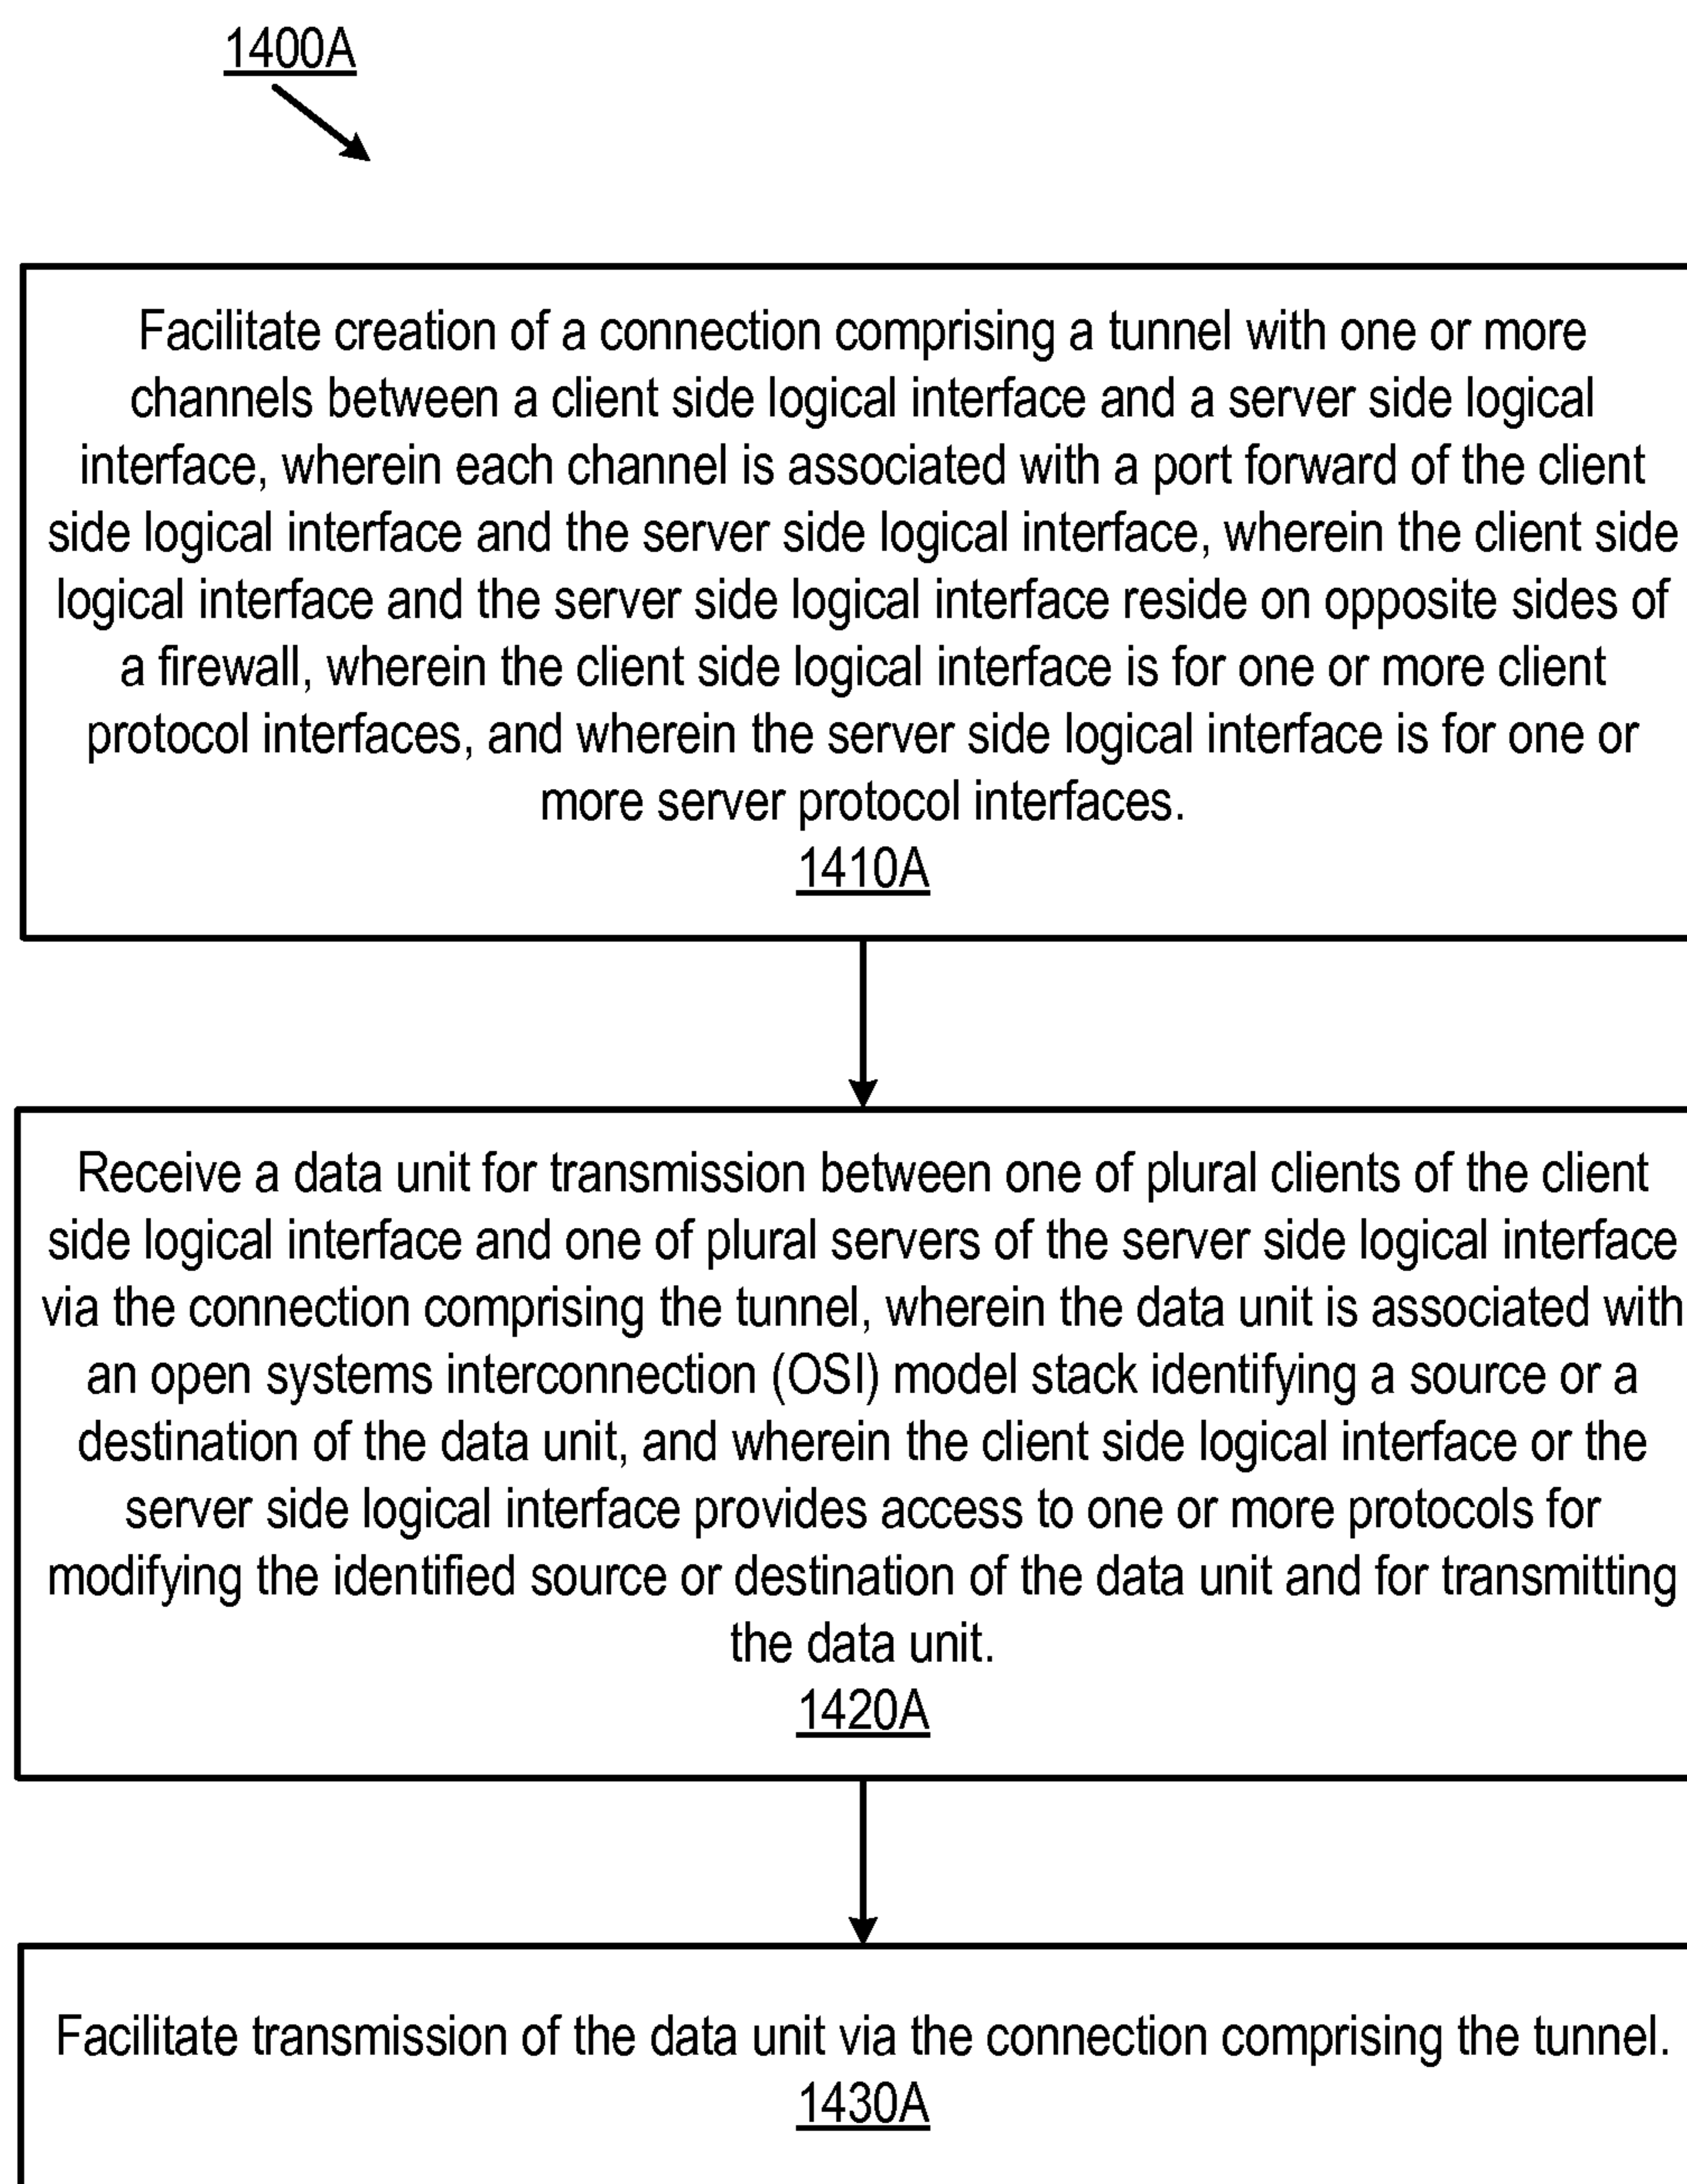 1400A
Facilitate creation of a connection comprising a tunnel with one or more
channels between a client side logical interface and a server side logical
interface, wherein each channel is associated with a port forward of the client
side logical interface and the server side logical interface, wherein the client side
logical interface and the server side logical interface reside on opposite sides of
a firewall, wherein the client side logical interface is for one or more client
protocol interfaces, and wherein the server side logical interface is for one or
more server protocol interfaces.
1410A
Receive a data unit for transmission between one of plural clients of the client
side logical interface and one of plural servers of the server side logical interface
via the connection comprising the tunnel, wherein the data unit is associated with
an open systems interconnection (OSI) model stack identifying a source or a
destination of the data unit, and wherein the client side logical interface or the
server side logical interface provides access to one or more protocols for
modifying the identified source or destination of the data unit and for transmitting
the data unit.
1420A
Facilitate transmission of the data unit via the connection comprising the tunnel.
1430A